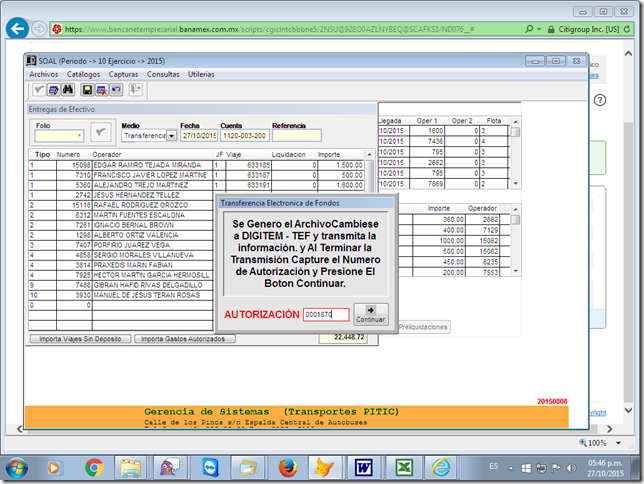 https://www.bancanetempresarial.banamex.com.mx/scripts/cgiclntcbbbne5/2NSU@928O0AZLNYBEQ@SCAFKS3/ND076__#
Citigroup Inc. [US]
SOAL (Periodo -> 10 Ejercicio -> 2015)
Archivos Catálogos Capturas Consultas Utilerias
Entregas de Efectivo
Folio Medio Fecha Cuenta Referencia
* Transferencia 27/10/2015 1120-003-200
Tipo Numero Operador JF Viaje Liquidacion Importe
1 15098 EDGAR RAMIRO TEJADA MIRANDA 1 633185 0 1,500.00
1 7310 FRANCISCO JAVIER LOPEZ MARTINE 1 633187 0 500.00
1 5360 ALEJANDRO TREJO MARTINEZ 1 633191 0 1,600.00
2 2742 JESUS HERNANDEZ TELLEZ
2 15116 RAFAEL RODRIGUEZ OROZCO
2 6312 MARTIN FUENTES ESCALONA
2 7261 IGNACIO BERNAL BROWN
2 1298 ALBERTO ORTIZ VALENCIA
3 7407 PORFIRIO JUAREZ VEGA
4 4858 SERGIO MORALES VILLANUEVA
4 3814 PRAXEDIS MARIN FABIAN
4 7925 HECTOR MARTIN GARCIA HERMOSILL
9 7488 GIBRAN HAFID RIVAS DELGADILLO
10 3930 MANUEL DE JESUS TERAN ROSAS
0 0
Importa Viajes Sin Deposito Importa Gastos Autorizados 22,448.72
Llegada Oper 1 Oper 2 Flota
/10/2015 1600 0 3
/10/2015 7436 0 4
/10/2015 795 0 3
/10/2015 2662 0 3
/10/2015 795 0 3
/10/2015 7869 0 2
Importe Operador
360.00 2662
400.00 7129
1000.00 15062
500.00 15062
450.00 6235
200.00 7553
Preliquidaciones
Transferencia Electronica de Fondos
Se Genero el ArchivoCambiese
a DIGITEM - TEF y transmita la
información. y Al Terminar la
Transmisión Capture el Numero
de Autorización y Presione El
Boton Continuar.
AUTORIZACIÓN 0001870 Continuar
20150808
Gerencia de Sistemas (Transportes PITIC)
Calle de los Pinos s/n Espalda Central de Autobuses
100%
ES 05:46 p.m.
27/10/2015